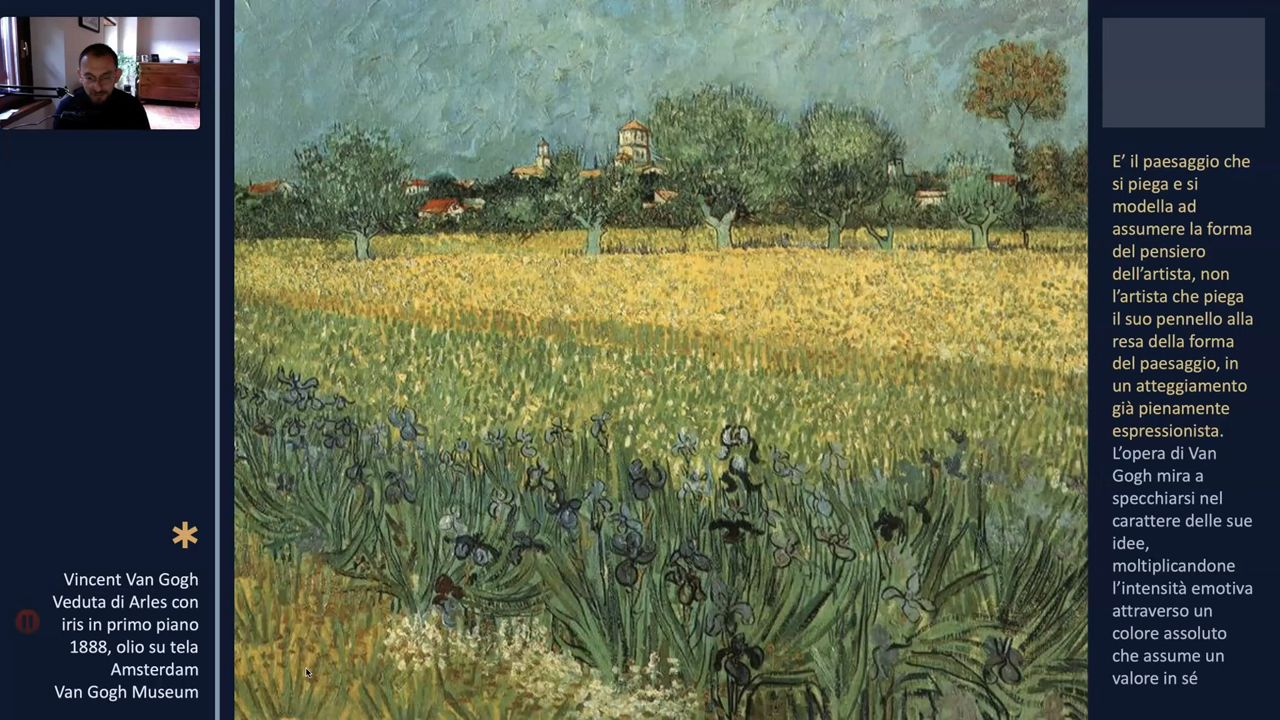 Vincent Van Gogh
Veduta di Arles con
iris in primo piano
1888, olio su tela
Amsterdam
Van Gogh Museum
E’ il paesaggio che
si piega e si
modella ad
assumere la forma
del pensiero
dell’artista, non
l’artista che piega
il suo pennello alla
resa della forma
del paesaggio, in
un atteggiamento
già pienamente
espressionista.
L’opera di Van
Gogh mira a
specchiarsi nel
carattere delle sue
idee,
moltiplicandone
l’intensità emotiva
attraverso un
colore assoluto
che assume un
valore in sé